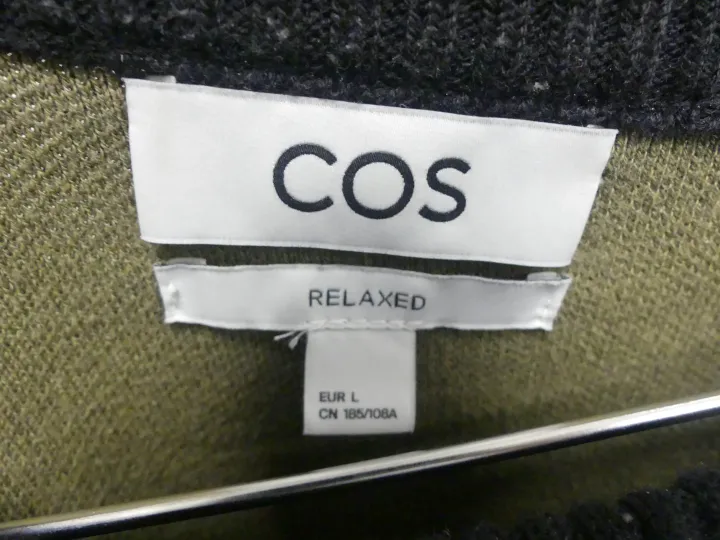 COS
RELAXED
EUR L
CN 185/108A